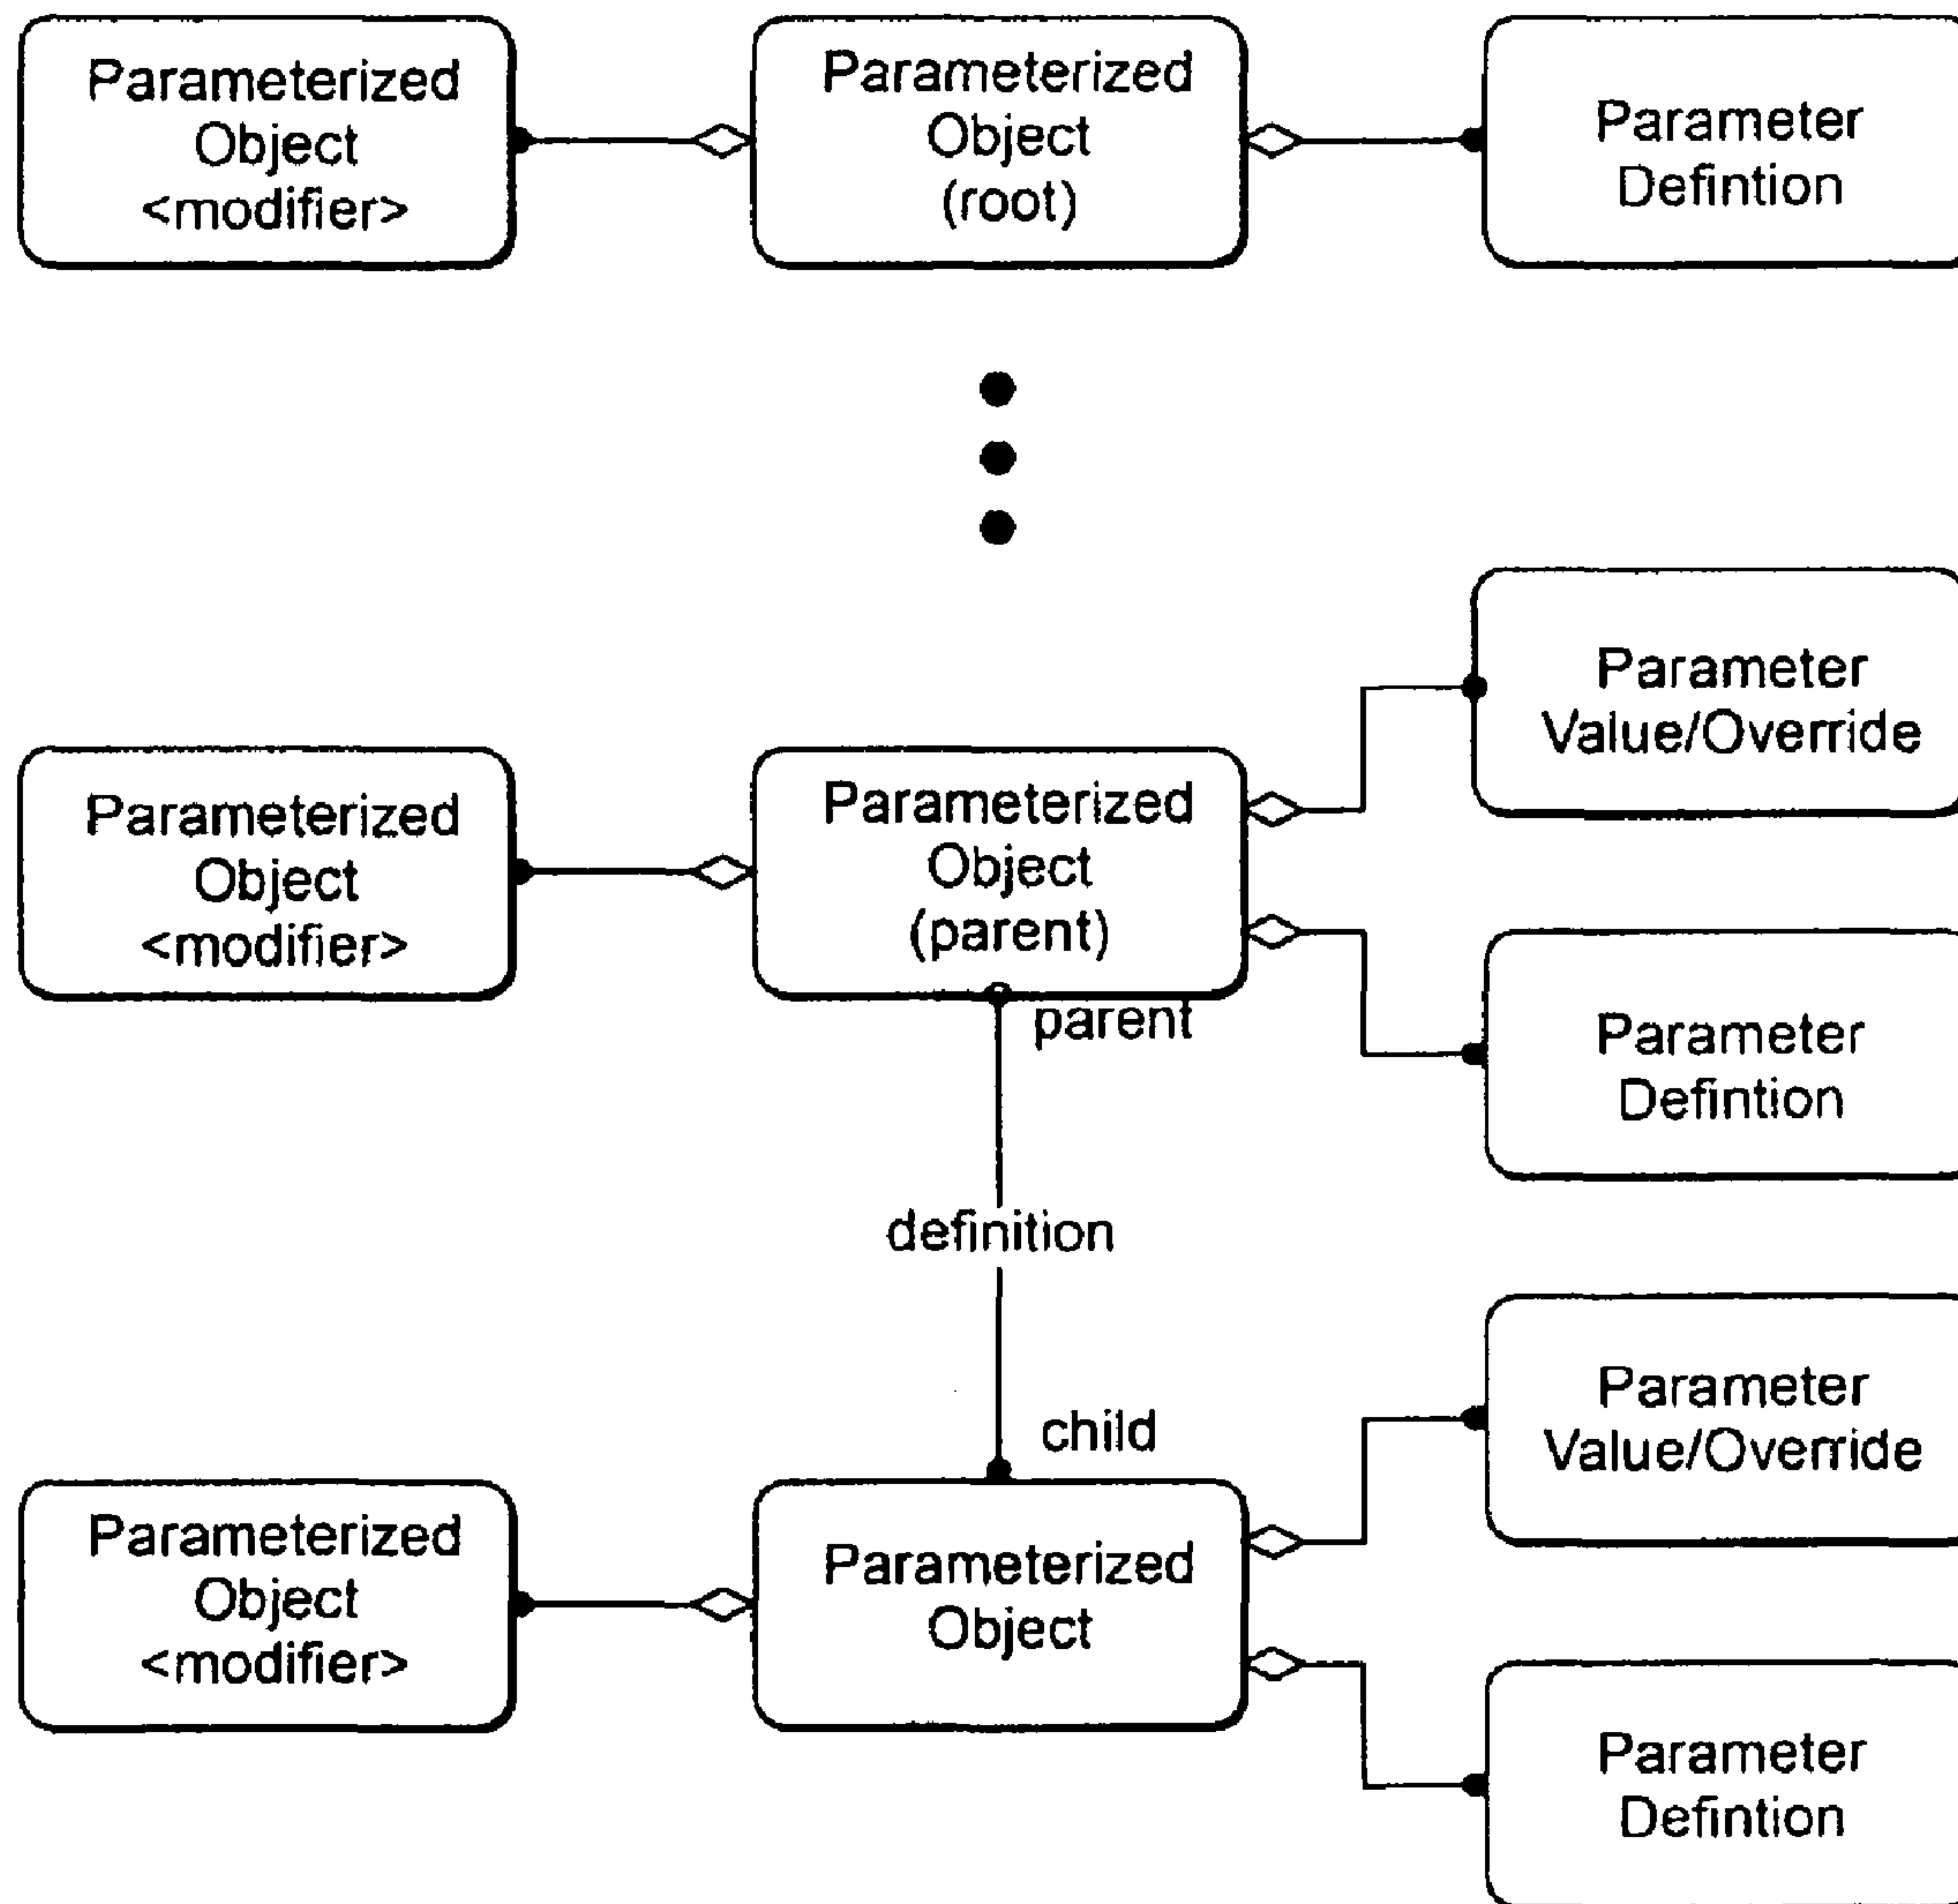 Parameterized
Object
<modifier>
Parameterized
Object
(root)
Parameter
Defintion
Parameter
Value/Override
Parameterized
Object
<modifier>
Parameterized
Object
(parent)
parent
Parameter
Defintion
definition
child
Parameter
Value/Override
Parameterized
Object
<modifier>
Parameterized
Object
Parameter
Defintion